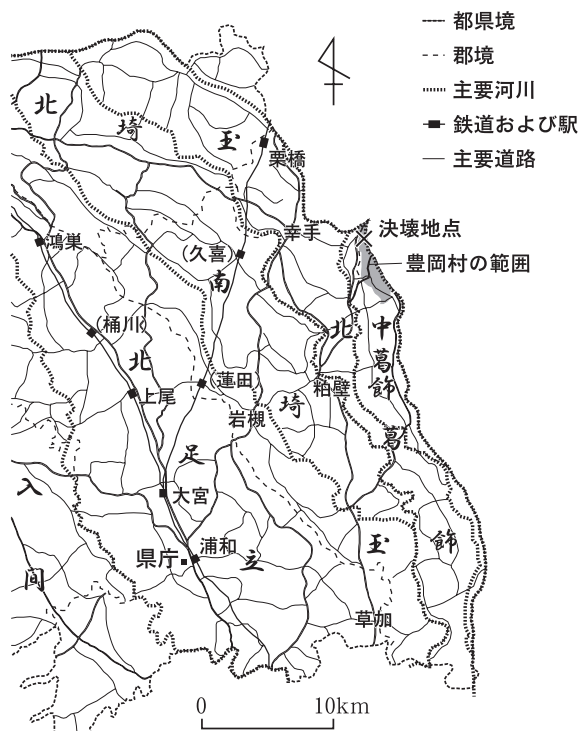 都県境
郡境
主要河川
鉄道および駅
主要道路
北
埼
玉
栗橋
決壊地点
幸手
鴻巣
(久喜)
豊岡村の範囲
南
(桶川)
北
北
中
葛
飾
蓮田
粕壁
上尾
岩槻
埼
葛
足
入
大宮
玉
飾
浦和
県庁
立
間
草加
0
10km